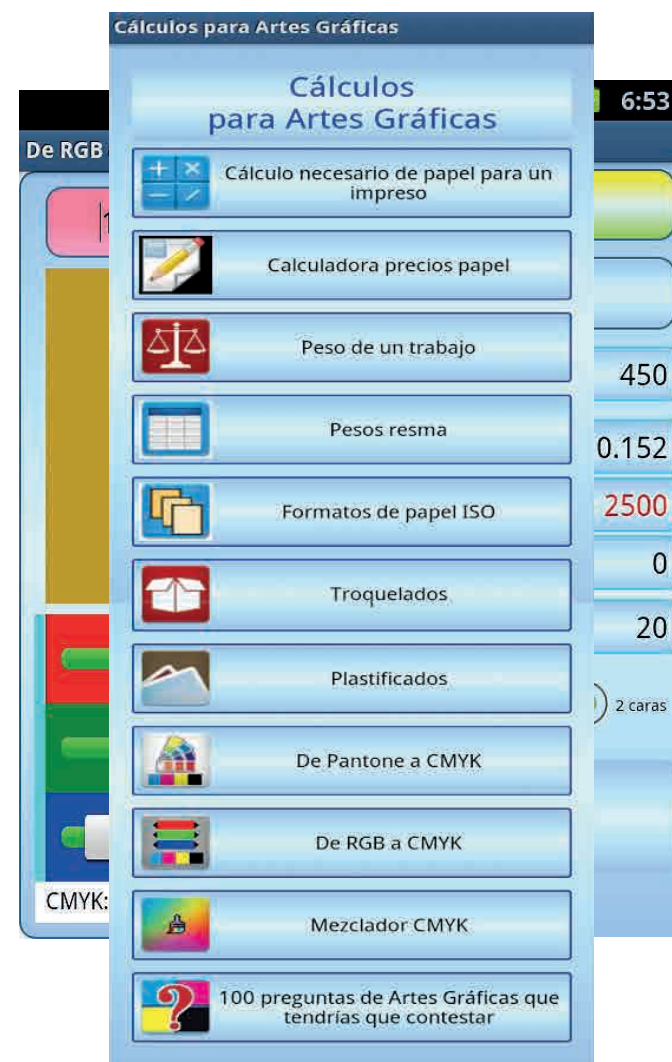 Cálculos para Artes Gráficas
Cálculos
para Artes Gráficas
Cálculo necesario de papel para un
impreso
Calculadora precios papel
Peso de un trabajo
Pesos resma
Formatos de papel ISO
Troquelados
Plastificados
De Pantone a CMYK
De RGB a CMYK
Mezclador CMYK
100 preguntas de Artes Gráficas que
tendrías que contestar
De RGB
CMYK:
6:53
450
0.152
2500
0
20
2 caras